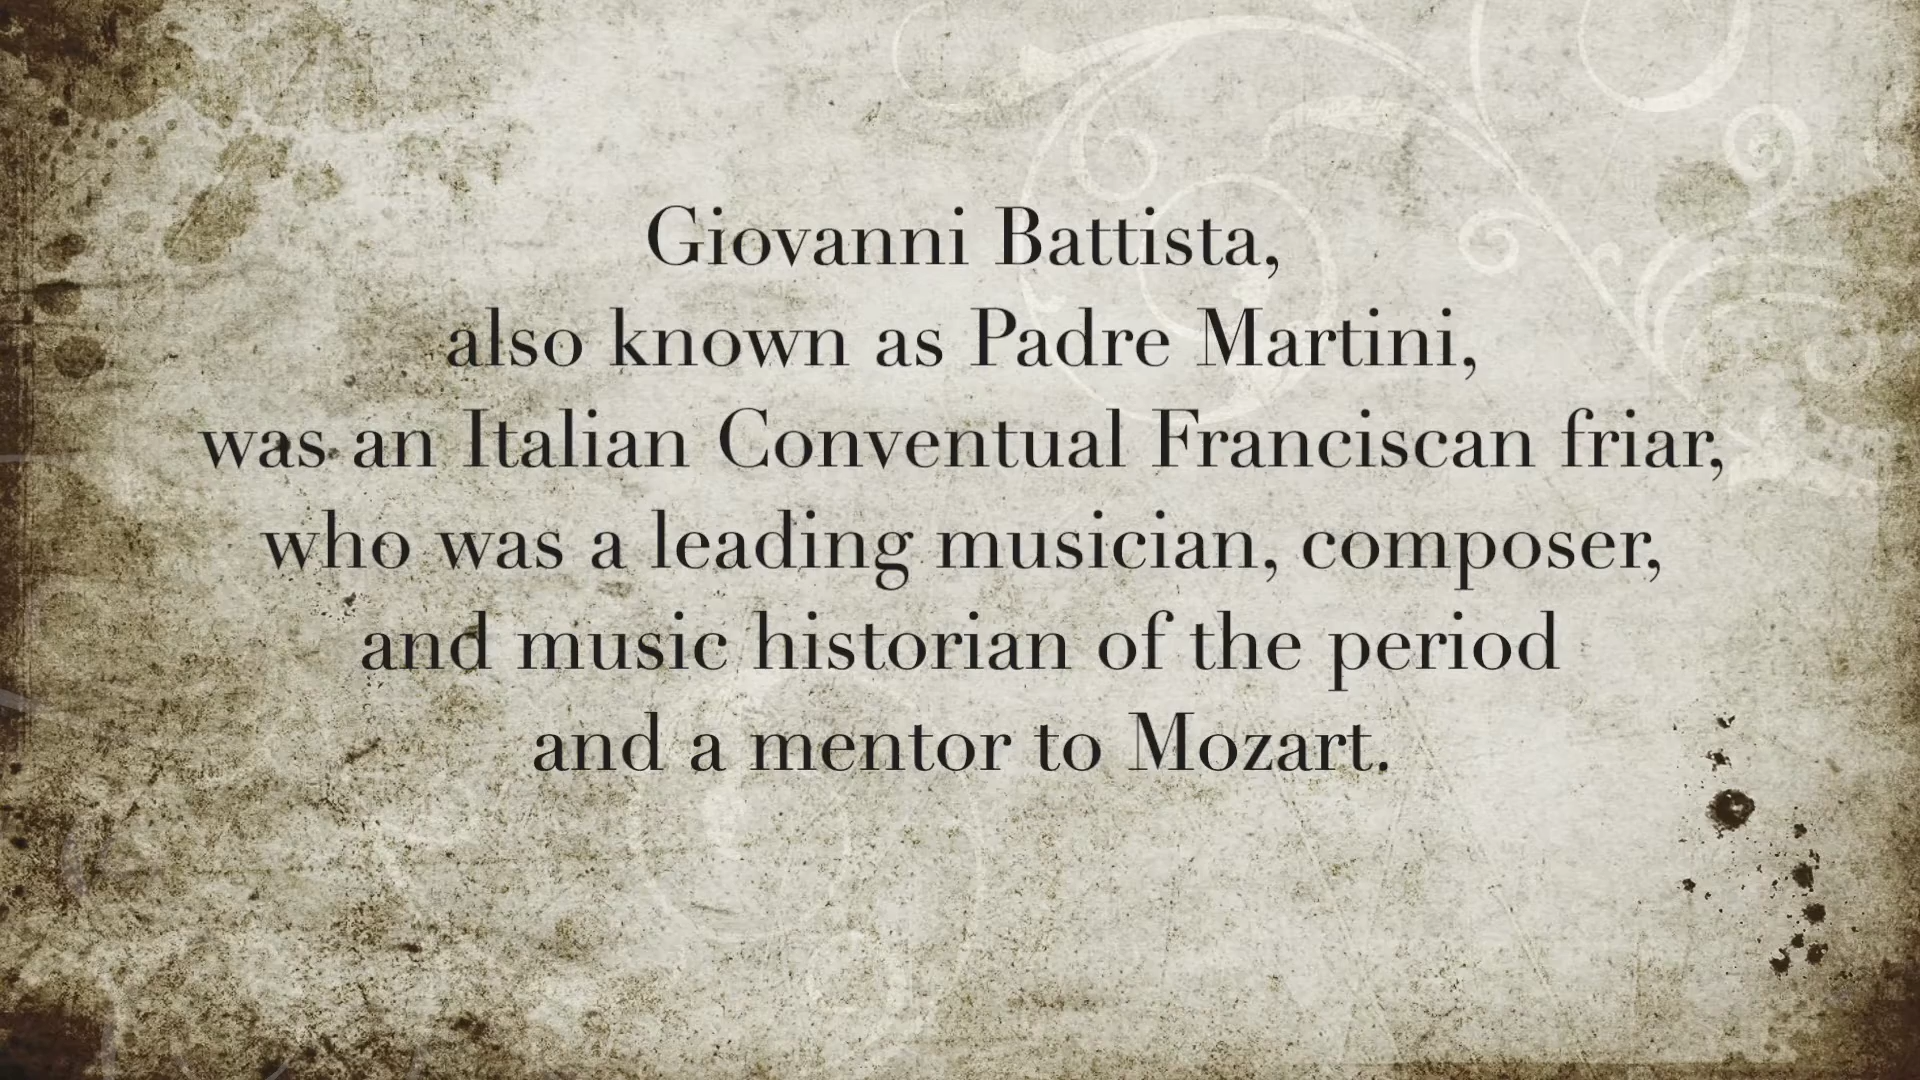 Giovanni Battista,
also known as Padre Martini,
was an Italian Conventual Franciscan friar,
who was a leading musician, composer,
and music historian of the period
and a mentor to Mozart.